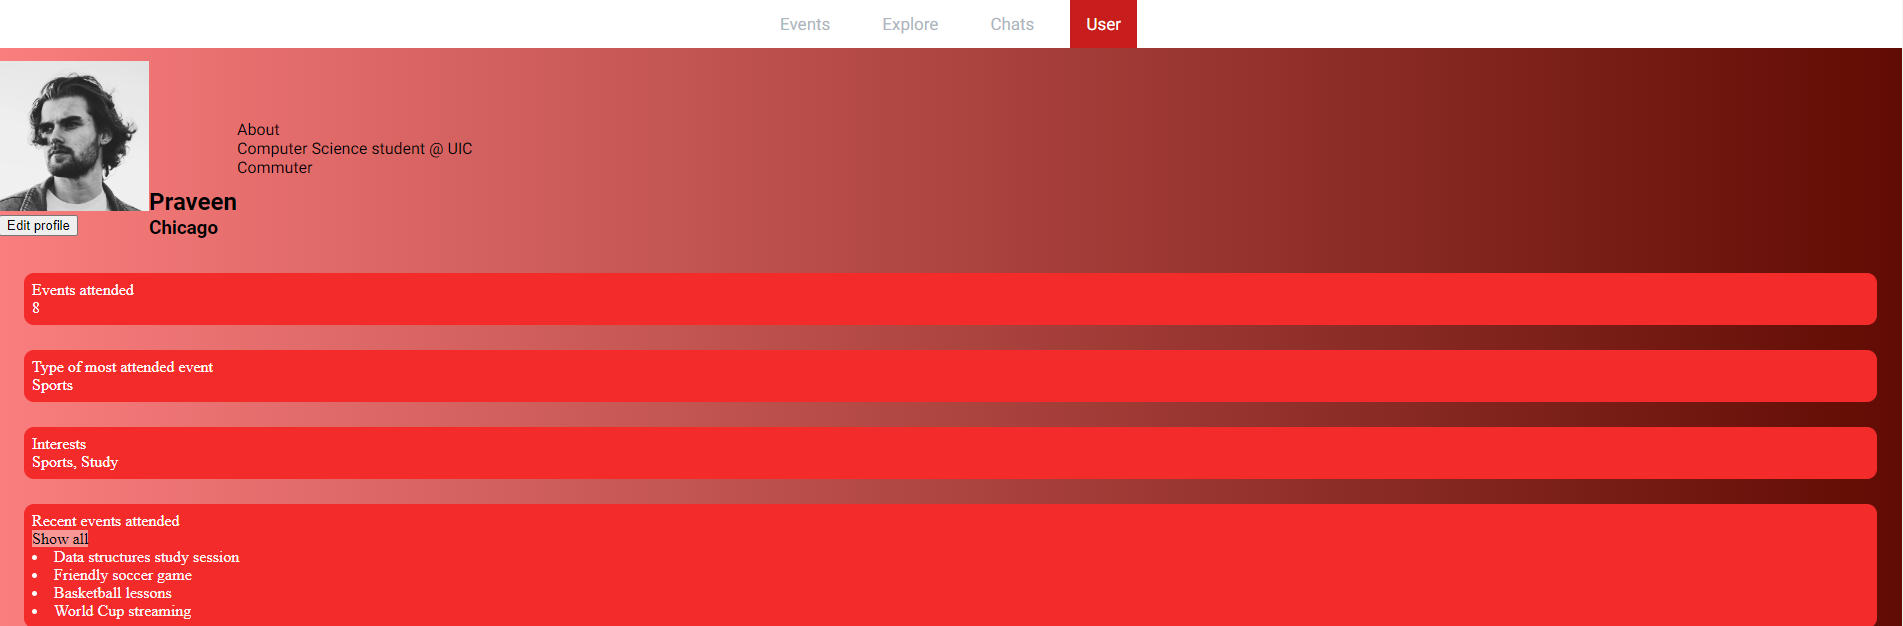 Events Explore Chats User
About
Computer Science student @ UIC
Commuter
Praveen
Edit profile
Chicago
Events attended
8
Type of most attended event
Sports
Interests
Sports, Study
Recent events attended
Show all
• Data structures study session
• Friendly soccer game
• Basketball lessons
• World Cup streaming